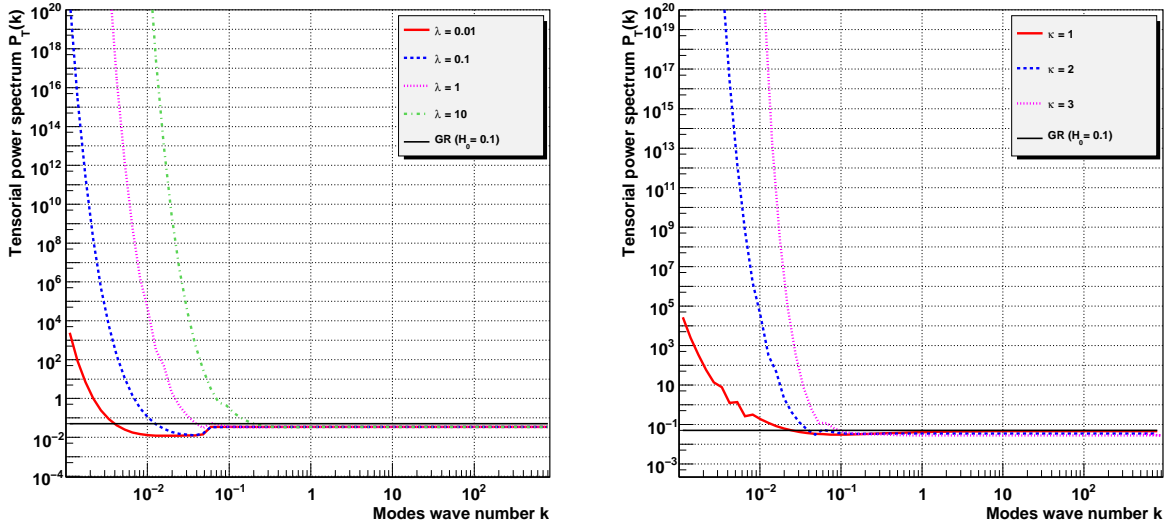 Tensorial power spectrum P_T(k)
10^20
10^18
10^16
10^14
10^12
10^10
10^8
10^6
10^4
10^2
1
10^−2
10^−4
10^−2
10^−1
1
10
10^2
Modes wave number k
λ = 0.01
λ = 0.1
λ = 1
λ = 10
GR (H_0 = 0.1)
Tensorial power spectrum P_T(k)
10^20
10^19
10^17
10^15
10^13
10^11
10^9
10^7
10^5
10^3
10
10^−1
10^−3
10^−2
10^−1
1
10
10^2
Modes wave number k
κ = 1
κ = 2
κ = 3
GR (H_0 = 0.1)